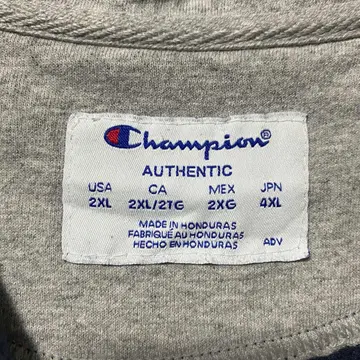 Champion®
AUTHENTIC
USA CA MEX JPN
2XL 2XL/2TG 2XG 4XL
MADE IN HONDURAS
FABRIQUÉ AU HONDURAS
HECHO EN HONDURAS ADV